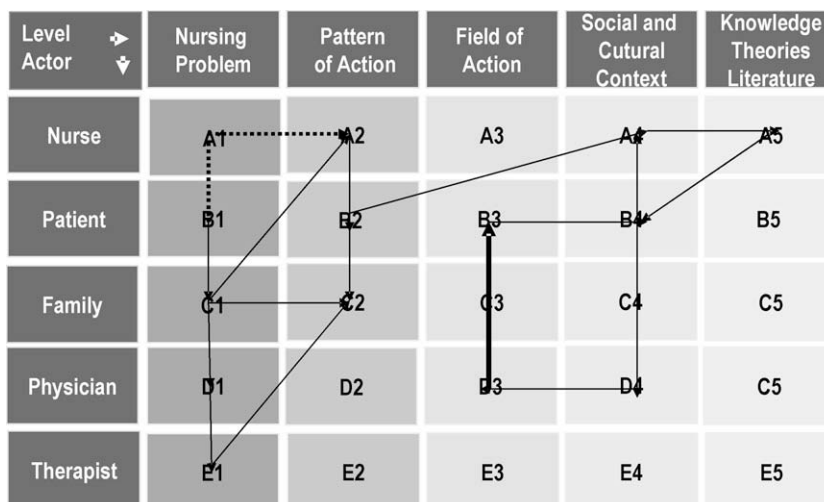 Level
Actor
Nursing
Problem
Pattern
of Action
Field of
Action
Social and
Cutural
Context
Knowledge
Theories
Literature
Nurse
A1
A2
A3
A4
A5
Patient
B1
B2
B3
B4
B5
Family
C1
C2
C3
C4
C5
Physician
D1
D2
D3
D4
C5
Therapist
E1
E2
E3
E4
E5